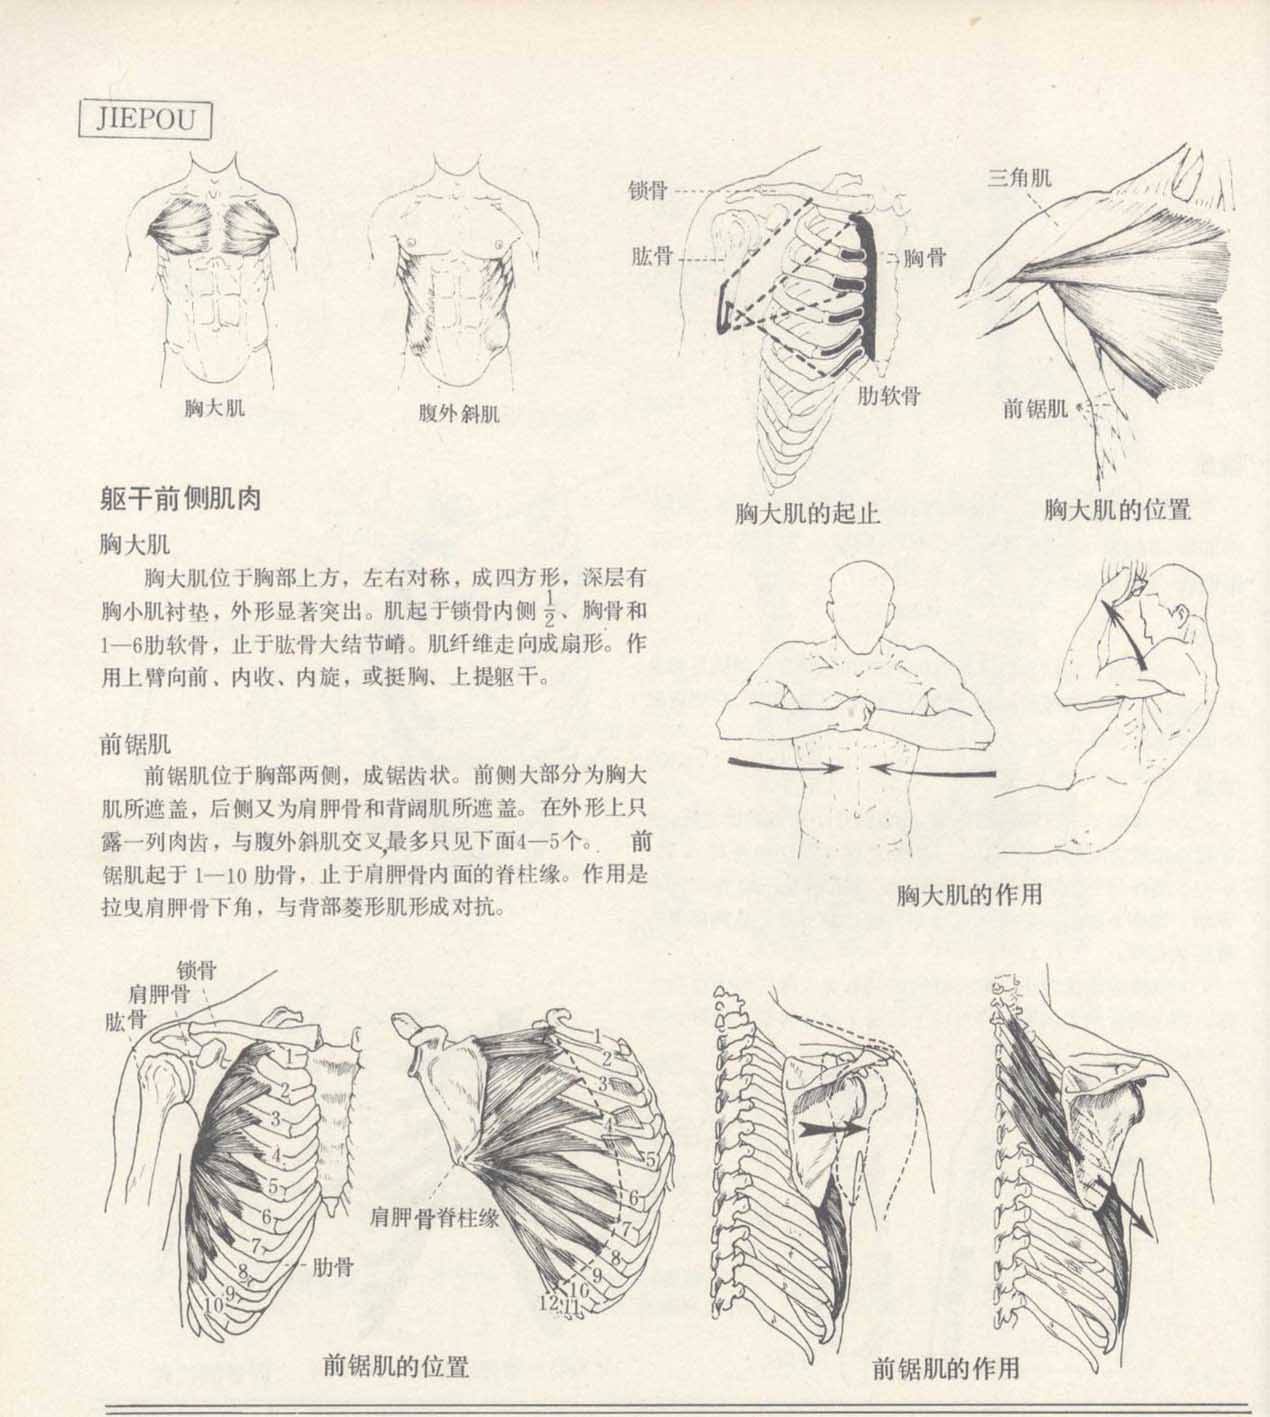 JIEPOU
胸大肌
腹外斜肌
锁骨
肱骨
胸骨
肋软骨
胸大肌的起止
三角肌
前锯肌
胸大肌的位置
躯干前侧肌肉
胸大肌
胸大肌位于胸部上方，左右对称，成四方形，深层有
胸小肌衬垫，外形显著突出。肌起于锁骨内侧1/2、胸骨和
1—6肋软骨，止于肱骨大结节嵴。肌纤维走向成扇形。作
用上臂向前、内收、内旋，或挺胸、上提躯干。
前锯肌
前锯肌位于胸部两侧，成锯齿状。前侧大部分为胸大
肌所遮盖，后侧又为肩胛骨和背阔肌所遮盖。在外形上只
露一列肉齿，与腹外斜肌交叉，最多只见下面4—5个。 前
锯肌起于 1—10 肋骨，止于肩胛骨内面的脊柱缘。作用是
拉曳肩胛骨下角，与背部菱形肌形成对抗。
胸大肌的作用
锁骨
肩胛骨
肱骨
1
2
3
4
5
6
7
8
9
10
肋骨
1
2
3
4
5
6
7
8
9
10
12 11
肩胛骨脊柱缘
前锯肌的位置
前锯肌的作用